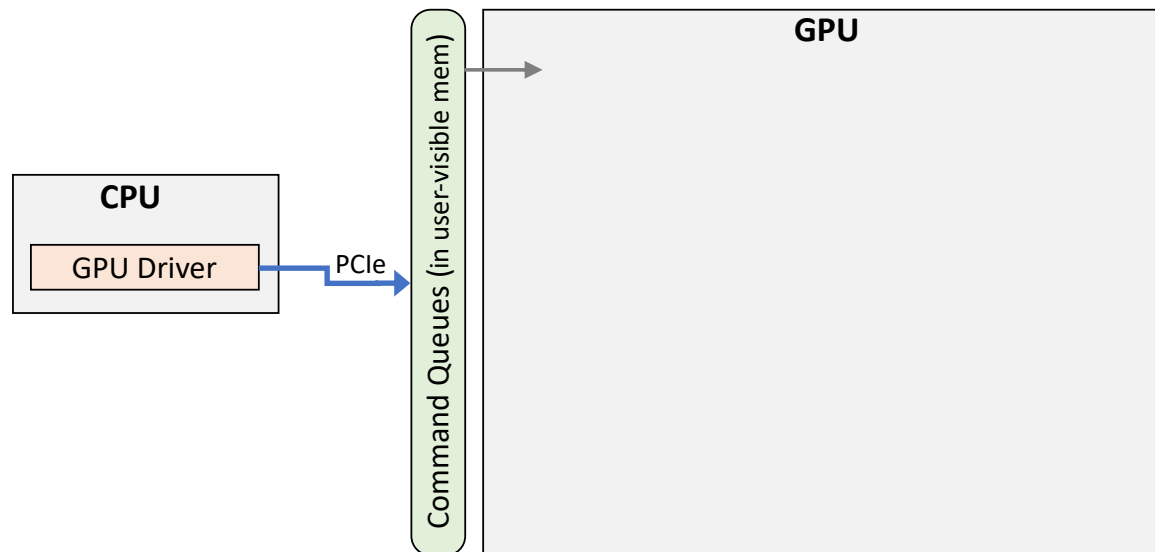 GPU
CPU
GPU Driver
PCIe
Command Queues (in user-visible mem)